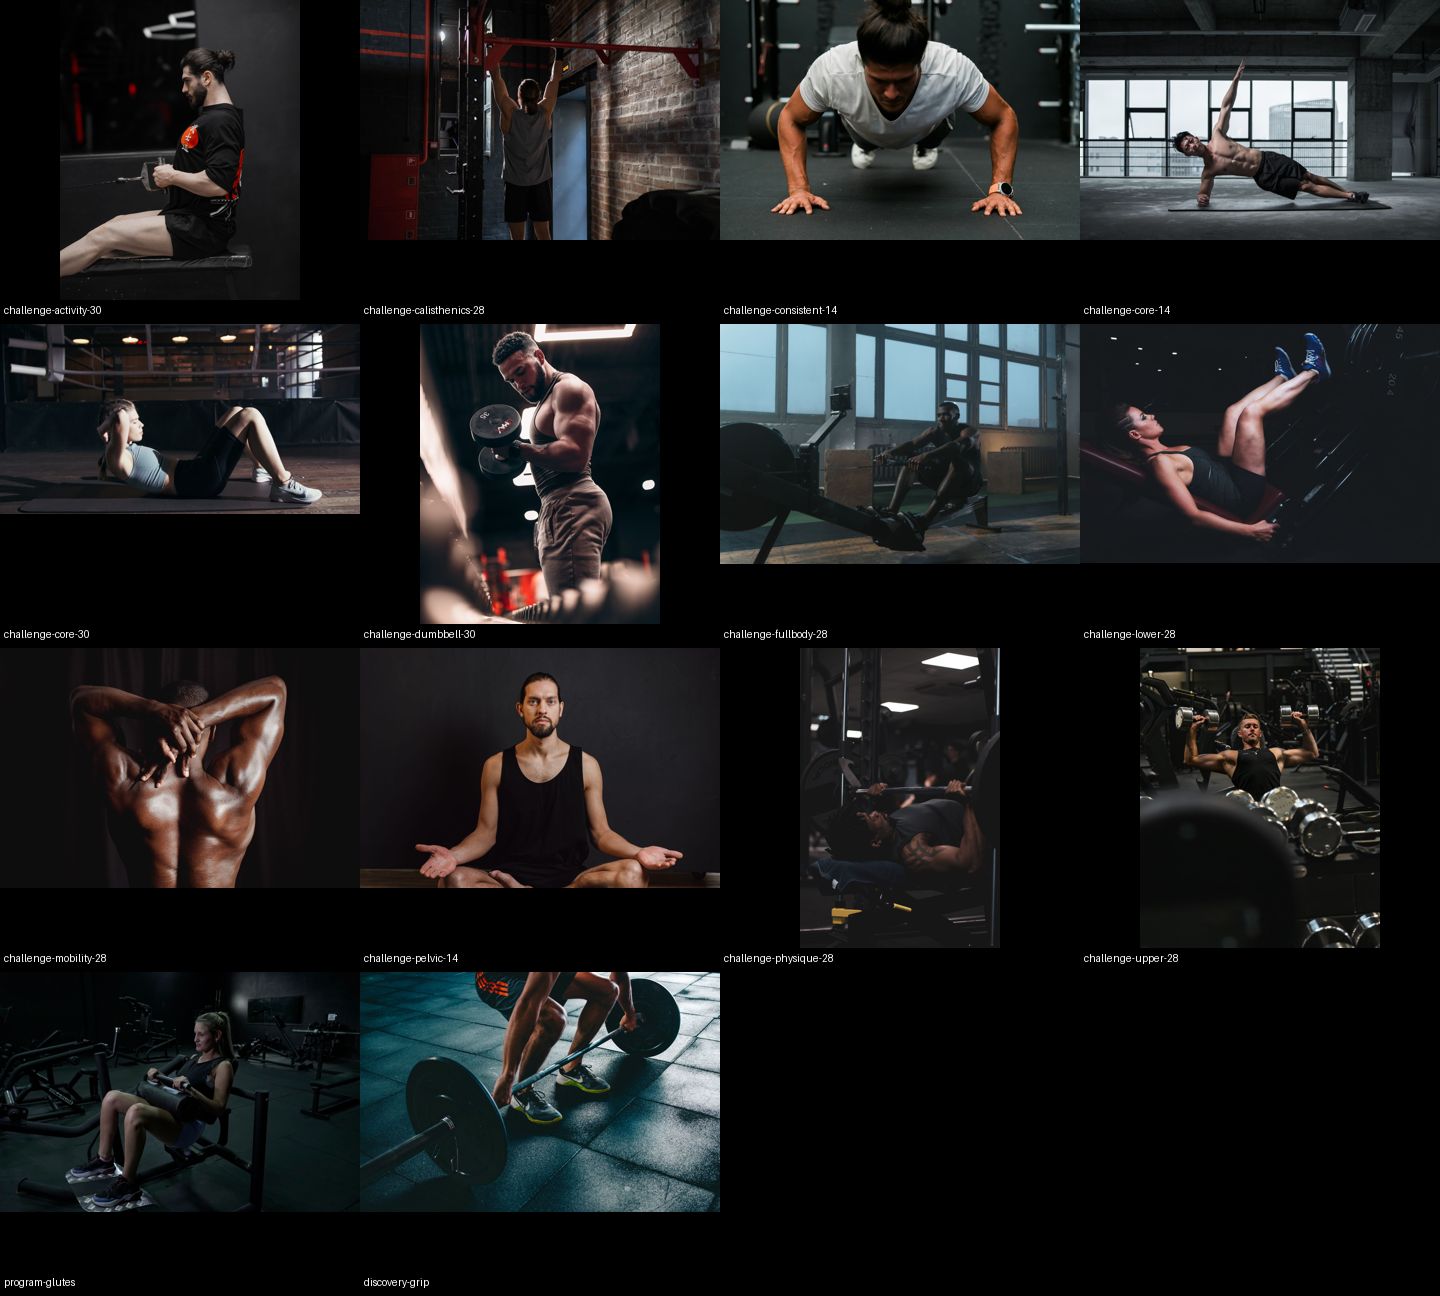 challenge-activity-30
challenge-calisthenics-28
challenge-consistent-14
challenge-core-14
challenge-core-30
challenge-dumbbell-30
challenge-fullbody-28
challenge-lower-28
challenge-mobility-28
challenge-pelvic-14
challenge-physique-28
challenge-upper-28
program-glutes
discovery-grip